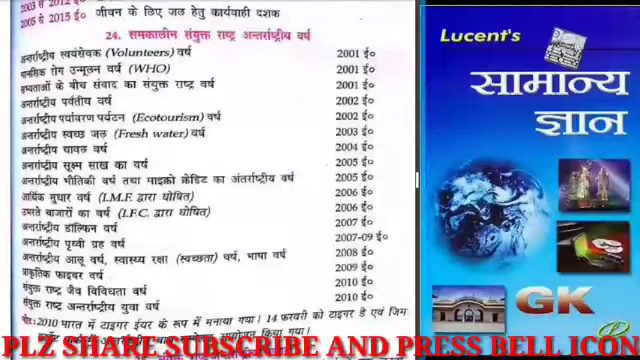 2003 से 2012 ई०
2005 से 2015 ई० जीवन के लिए जल हेतु कार्यवाही दशक
24. समकालीन संयुक्त राष्ट्र अन्तर्राष्ट्रीय वर्ष
अन्तर्राष्ट्रीय स्वयंसेवक (Volunteers) वर्ष 2001 ई०
मानसिक रोग उन्मूलन वर्ष (WHO) 2001 ई०
सभ्यताओं के बीच संवाद का संयुक्त राष्ट्र वर्ष 2001 ई०
अन्तर्राष्ट्रीय पर्वतीय वर्ष 2002 ई०
अन्तर्राष्ट्रीय पर्यावरण पर्यटन (Ecotourism) वर्ष 2002 ई०
अन्तर्राष्ट्रीय स्वच्छ जल (Fresh water) वर्ष 2003 ई०
अन्तर्राष्ट्रीय चावल वर्ष 2004 ई०
अन्तर्राष्ट्रीय सूक्ष्म साख का वर्ष 2005 ई०
अन्तर्राष्ट्रीय भौतिकी वर्ष तथा माइक्रो क्रेडिट का अंतर्राष्ट्रीय वर्ष 2005 ई०
आर्थिक सुधार वर्ष (I.M.F. द्वारा घोषित) 2006 ई०
उभरते बाजारों का वर्ष (I.F.C. द्वारा घोषित) 2006 ई०
अन्तर्राष्ट्रीय डॉल्फिन वर्ष 2007 ई०
अन्तर्राष्ट्रीय पृथ्वी ग्रह वर्ष 2007-09 ई०
अन्तर्राष्ट्रीय आलू वर्ष, स्वास्थ्य रक्षा (स्वच्छता) वर्ष, भाषा वर्ष 2008 ई०
प्राकृतिक फाइबर वर्ष 2009 ई०
संयुक्त राष्ट्र जैव विविधता वर्ष 2010 ई०
संयुक्त राष्ट्र अन्तर्राष्ट्रीय युवा वर्ष 2010 ई०
नोट: 2010 भारत में टाइगर ईयर के रूप में मनाया गया। 14 फरवरी को टाइगर डे एवं जिम
आयोजन किया गया।
Lucent's
सामान्य
ज्ञान
GK
PLZ SHARE SUBSCRIBE AND PRESS BELL ICON